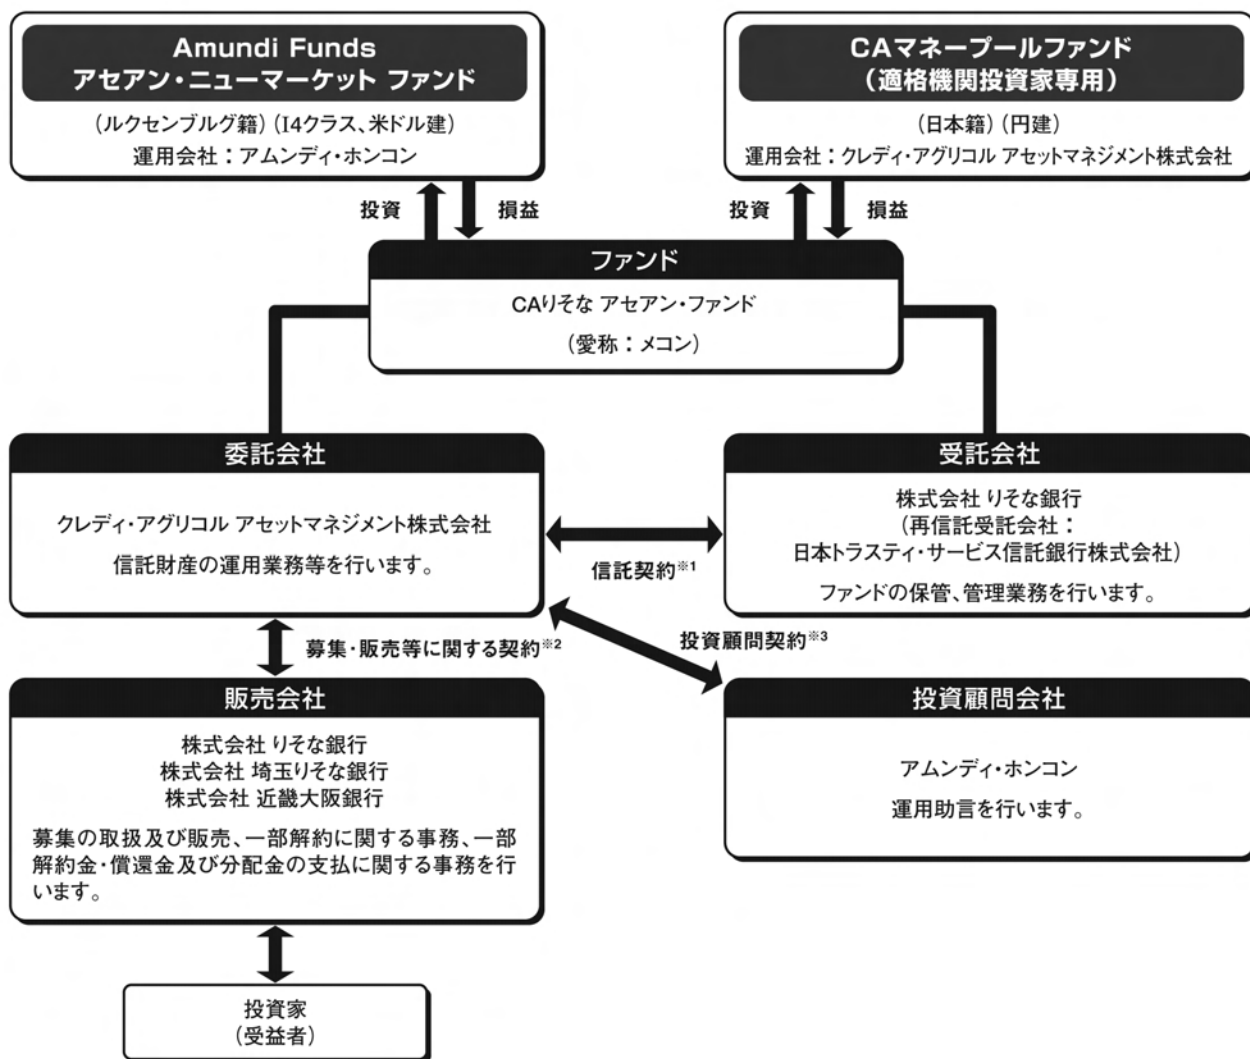 Amundi Funds
アセアン・ニューマーケット ファンド
(ルクセンブルグ籍) (I4クラス、米ドル建)
運用会社：アムンディ・ホンコン
CAマネープールファンド
(適格機関投資家専用)
(日本籍) (円建)
運用会社：クレディ・アグリコル アセットマネジメント株式会社
投資
損益
投資
損益
ファンド
CAりそな アセアン・ファンド
(愛称：メコン)
委託会社
クレディ・アグリコル アセットマネジメント株式会社
信託財産の運用業務等を行います。
受託会社
株式会社 りそな銀行
(再信託受託会社：
日本トラスティ・サービス信託銀行株式会社)
ファンドの保管、管理業務を行います。
信託契約※1
募集・販売等に関する契約※2
投資顧問契約※3
販売会社
株式会社 りそな銀行
株式会社 埼玉りそな銀行
株式会社 近畿大阪銀行
募集の取扱及び販売、一部解約に関する事務、一部
解約金・償還金及び分配金の支払に関する事務を行
います。
投資顧問会社
アムンディ・ホンコン
運用助言を行います。
投資家
(受益者)